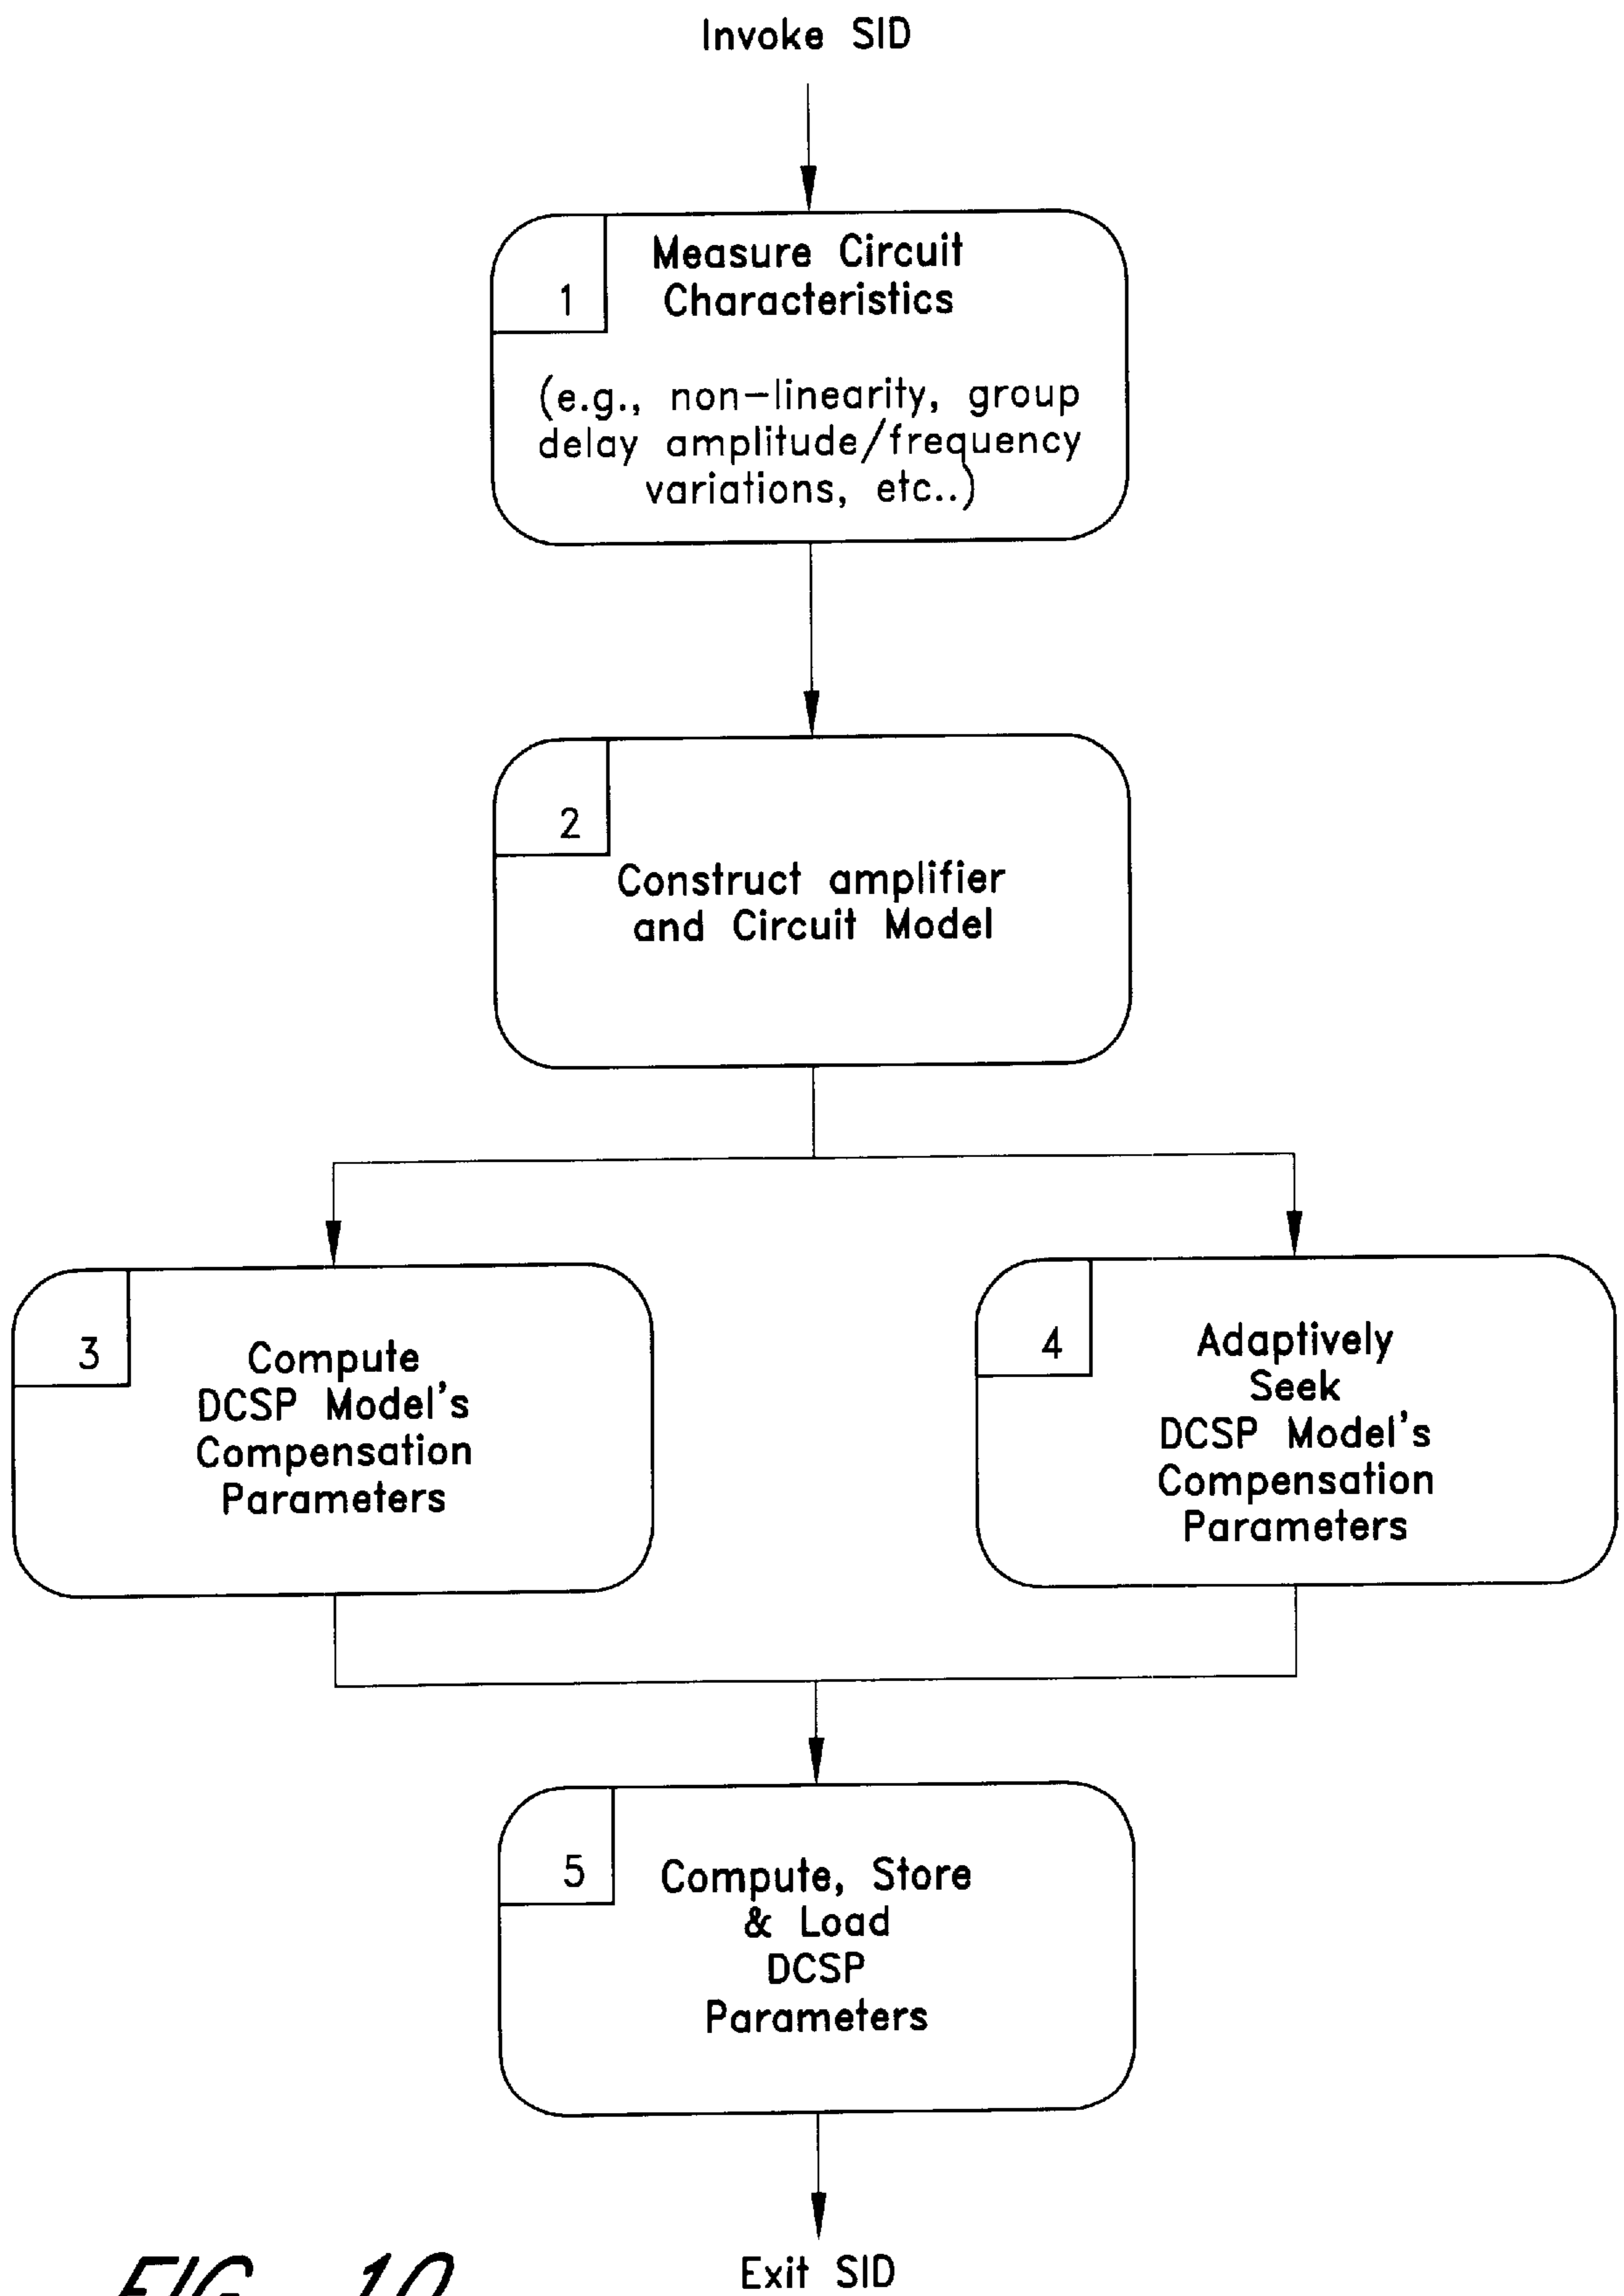 Invoke SID
1
Measure Circuit
Characteristics
(e.g., non-linearity, group
delay amplitude/frequency
variations, etc..)
2
Construct amplifier
and Circuit Model
3
Compute
DCSP Model's
Compensation
Parameters
4
Adaptively
Seek
DCSP Model's
Compensation
Parameters
5
Compute, Store
& Load
DCSP
Parameters
Exit SID
FIG. 10